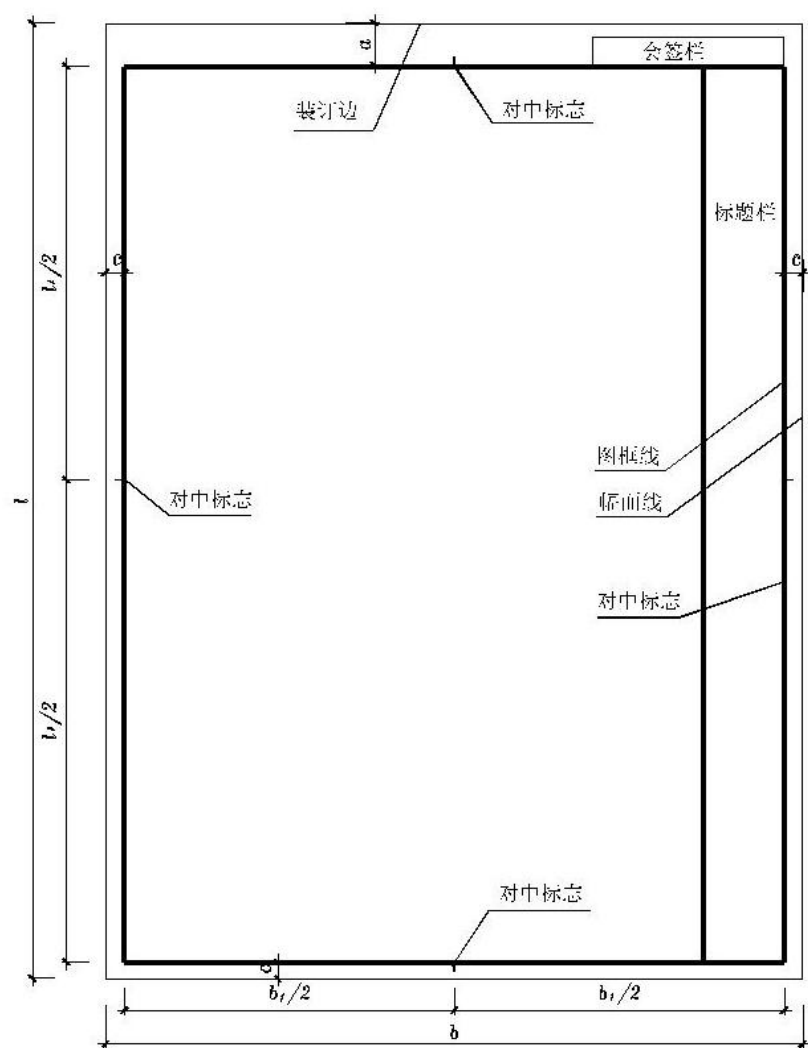 a
会签栏
装订边
对中标志
标题栏
c
c
l₁/2
图框线
l
对中标志
幅面线
对中标志
l₁/2
对中标志
c
b₁/2
b₁/2
b